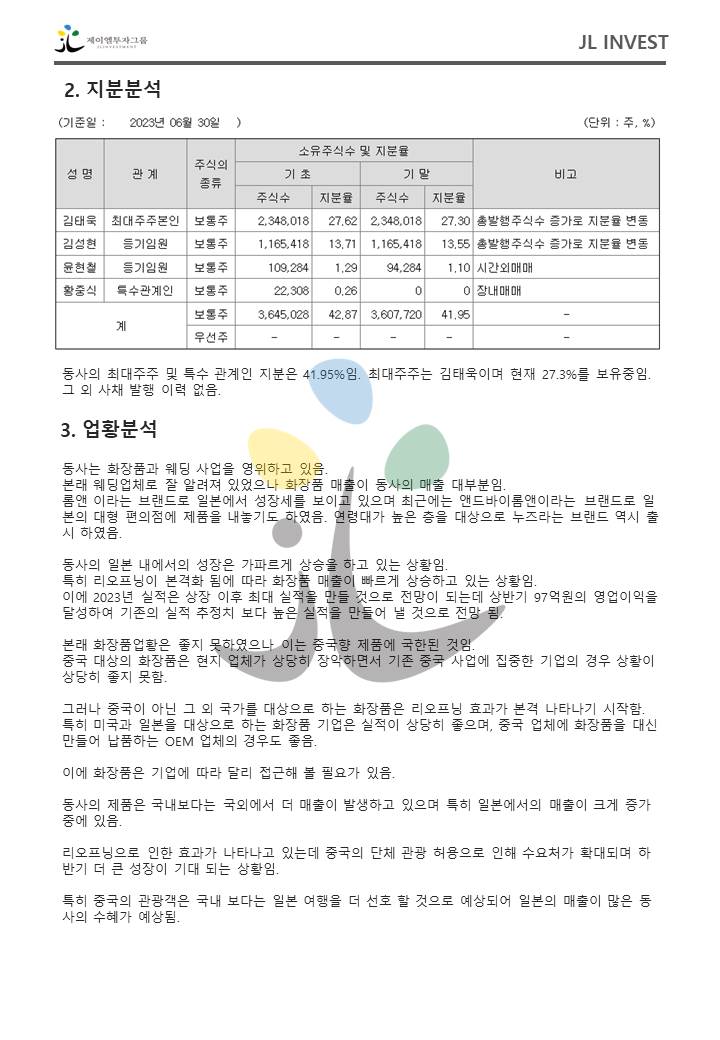 제이엘투자그룹
JL INVESTMENT
JL INVEST
2. 지분분석
(기준일 : 2023년 06월 30일 ) (단위 : 주, %)
성 명 관 계 주식의 종류 소유주식수 및 지분율 비고
기 초 기 말
주식수 지분율 주식수 지분율
김태욱 최대주주본인 보통주 2,348,018 27.62 2,348,018 27.30 총발행주식수 증가로 지분율 변동
김성현 등기임원 보통주 1,165,418 13.71 1,165,418 13.55 총발행주식수 증가로 지분율 변동
윤현철 등기임원 보통주 109,284 1.29 94,284 1.10 시간외매매
황중식 특수관계인 보통주 22,308 0.26 0 0 장내매매
계 보통주 3,645,028 42.87 3,607,720 41.95 -
우선주 - - - - -
동사의 최대주주 및 특수 관계인 지분은 41.95%임. 최대주주는 김태욱이며 현재 27.3%를 보유중임.
그 외 사채 발행 이력 없음.
3. 업황분석
동사는 화장품과 웨딩 사업을 영위하고 있음.
본래 웨딩업체로 잘 알려져 있었으나 화장품 매출이 동사의 매출 대부분임.
롬앤 이라는 브랜드로 일본에서 성장세를 보이고 있으며 최근에는 앤드바이롬앤이라는 브랜드로 일
본의 대형 편의점에 제품을 내놓기도 하였음. 연령대가 높은 층을 대상으로 누즈라는 브랜드 역시 출
시 하였음.
동사의 일본 내에서의 성장은 가파르게 상승을 하고 있는 상황임.
특히 리오프닝이 본격화 됨에 따라 화장품 매출이 빠르게 상승하고 있는 상황임.
이에 2023년 실적은 상장 이후 최대 실적을 만들 것으로 전망이 되는데 상반기 97억원의 영업이익을
달성하여 기존의 실적 추정치 보다 높은 실적을 만들어 낼 것으로 전망 됨.
본래 화장품업황은 좋지 못하였으나 이는 중국향 제품에 국한된 것임.
중국 대상의 화장품은 현지 업체가 상당히 장악하면서 기존 중국 사업에 집중한 기업의 경우 상황이
상당히 좋지 못함.
그러나 중국이 아닌 그 외 국가를 대상으로 하는 화장품은 리오프닝 효과가 본격 나타나기 시작함.
특히 미국과 일본을 대상으로 하는 화장품 기업은 실적이 상당히 좋으며, 중국 업체에 화장품을 대신
만들어 납품하는 OEM 업체의 경우도 좋음.
이에 화장품은 기업에 따라 달리 접근해 볼 필요가 있음.
동사의 제품은 국내보다는 국외에서 더 매출이 발생하고 있으며 특히 일본에서의 매출이 크게 증가
중에 있음.
리오프닝으로 인한 효과가 나타나고 있는데 중국의 단체 관광 허용으로 인해 수요처가 확대되며 하
반기 더 큰 성장이 기대 되는 상황임.
특히 중국의 관광객은 국내 보다는 일본 여행을 더 선호 할 것으로 예상되어 일본의 매출이 많은 동
사의 수혜가 예상됨.